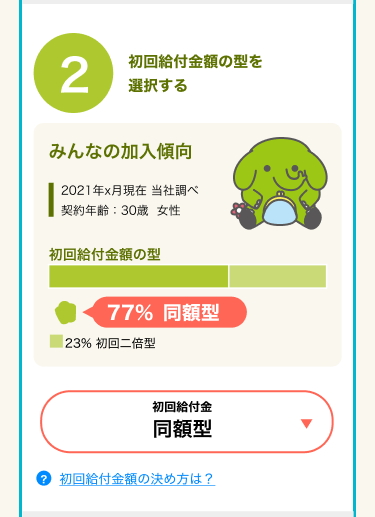 2
初回給付金額の型を
選択する
みんなの加入傾向
2021年x月現在 当社調べ
契約年齢：30歳 女性
初回給付金額の型
77% 同額型
23% 初回二倍型
初回給付金
同額型
▼
? 初回給付金額の決め方は？